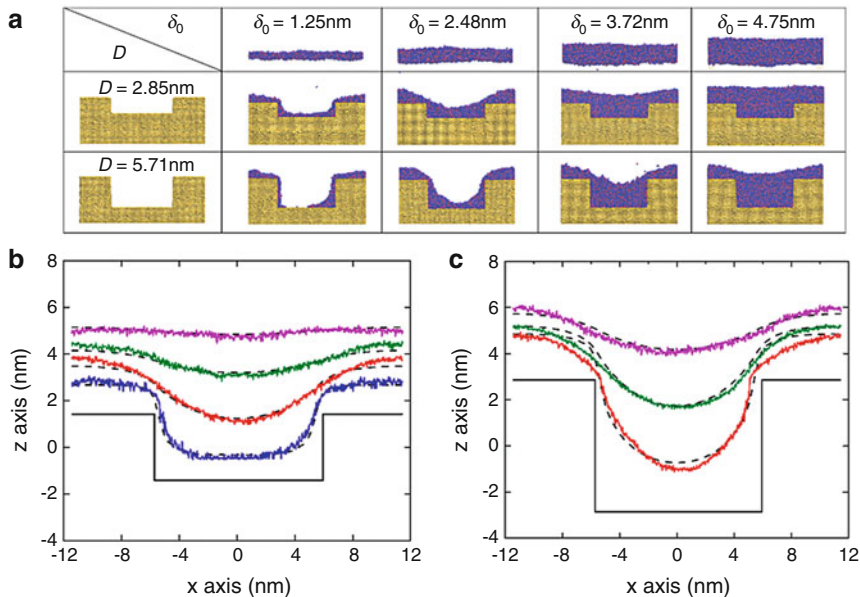 a
δ₀ δ₀ = 1.25nm δ₀ = 2.48nm δ₀ = 3.72nm δ₀ = 4.75nm
D
D = 2.85nm
D = 5.71nm
b
8
6
4
2
0
-2
-4
-12 -8 -4 0 4 8 12
z axis (nm)
x axis (nm)
c
8
6
4
2
0
-2
-4
-12 -8 -4 0 4 8 12
z axis (nm)
x axis (nm)